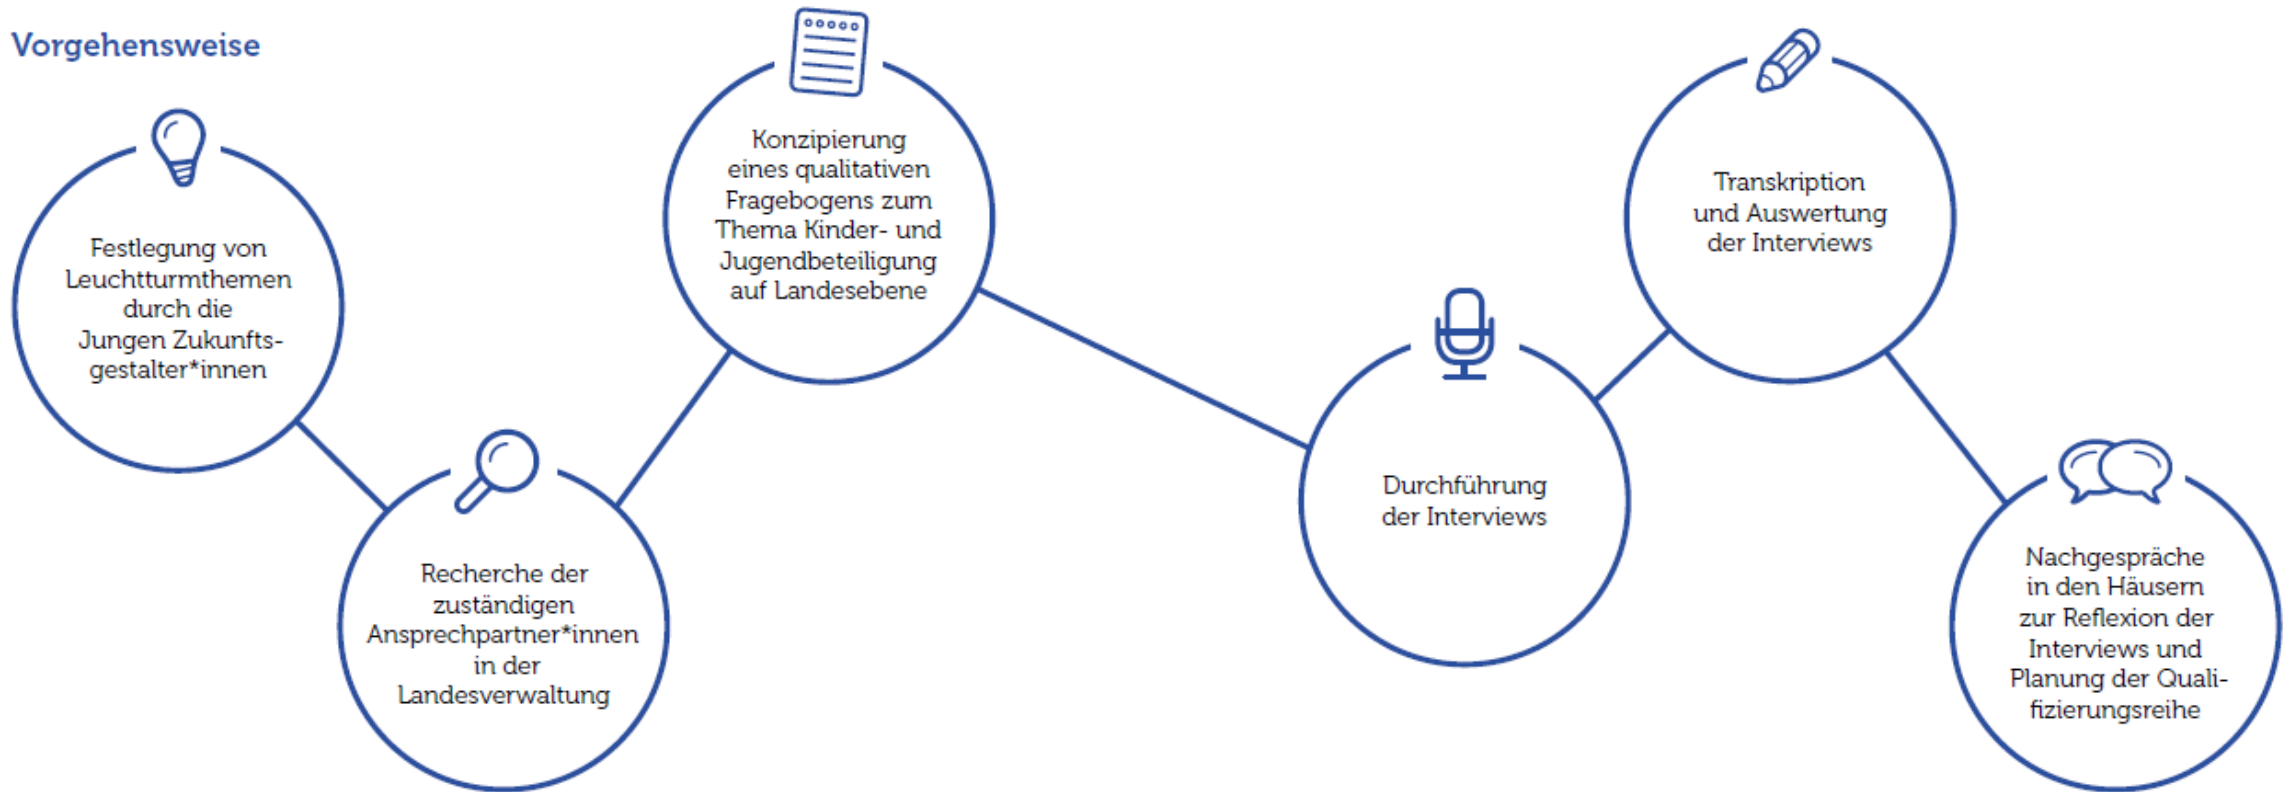 Vorgehensweise
Festlegung von
Leuchtturmthemen
durch die
Jungen Zukunfts-
gestalter*innen
Recherche der
zuständigen
Ansprechpartner*innen
in der
Landesverwaltung
Konzipierung
eines qualitativen
Fragebogens zum
Thema Kinder- und
Jugendbeteiligung
auf Landesebene
Durchführung
der Interviews
Transkription
und Auswertung
der Interviews
Nachgespräche
in den Häusern
zur Reflexion der
Interviews und
Planung der Quali-
fizierungsreihe